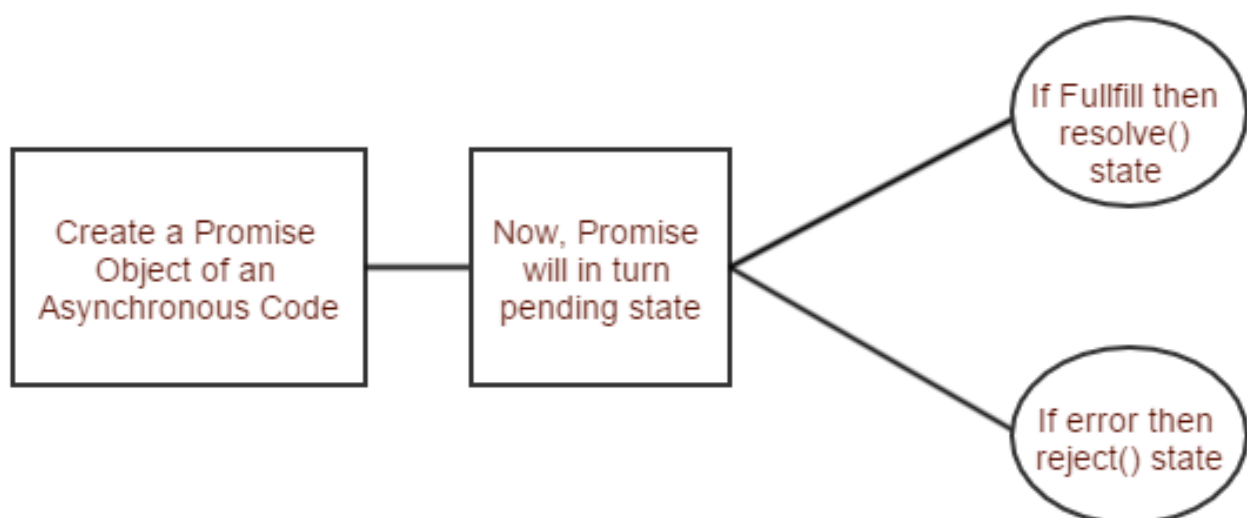 Create a Promise
Object of an
Asynchronous Code
Now, Promise
will in turn
pending state
If Fullfill then
resolve()
state
If error then
reject() state